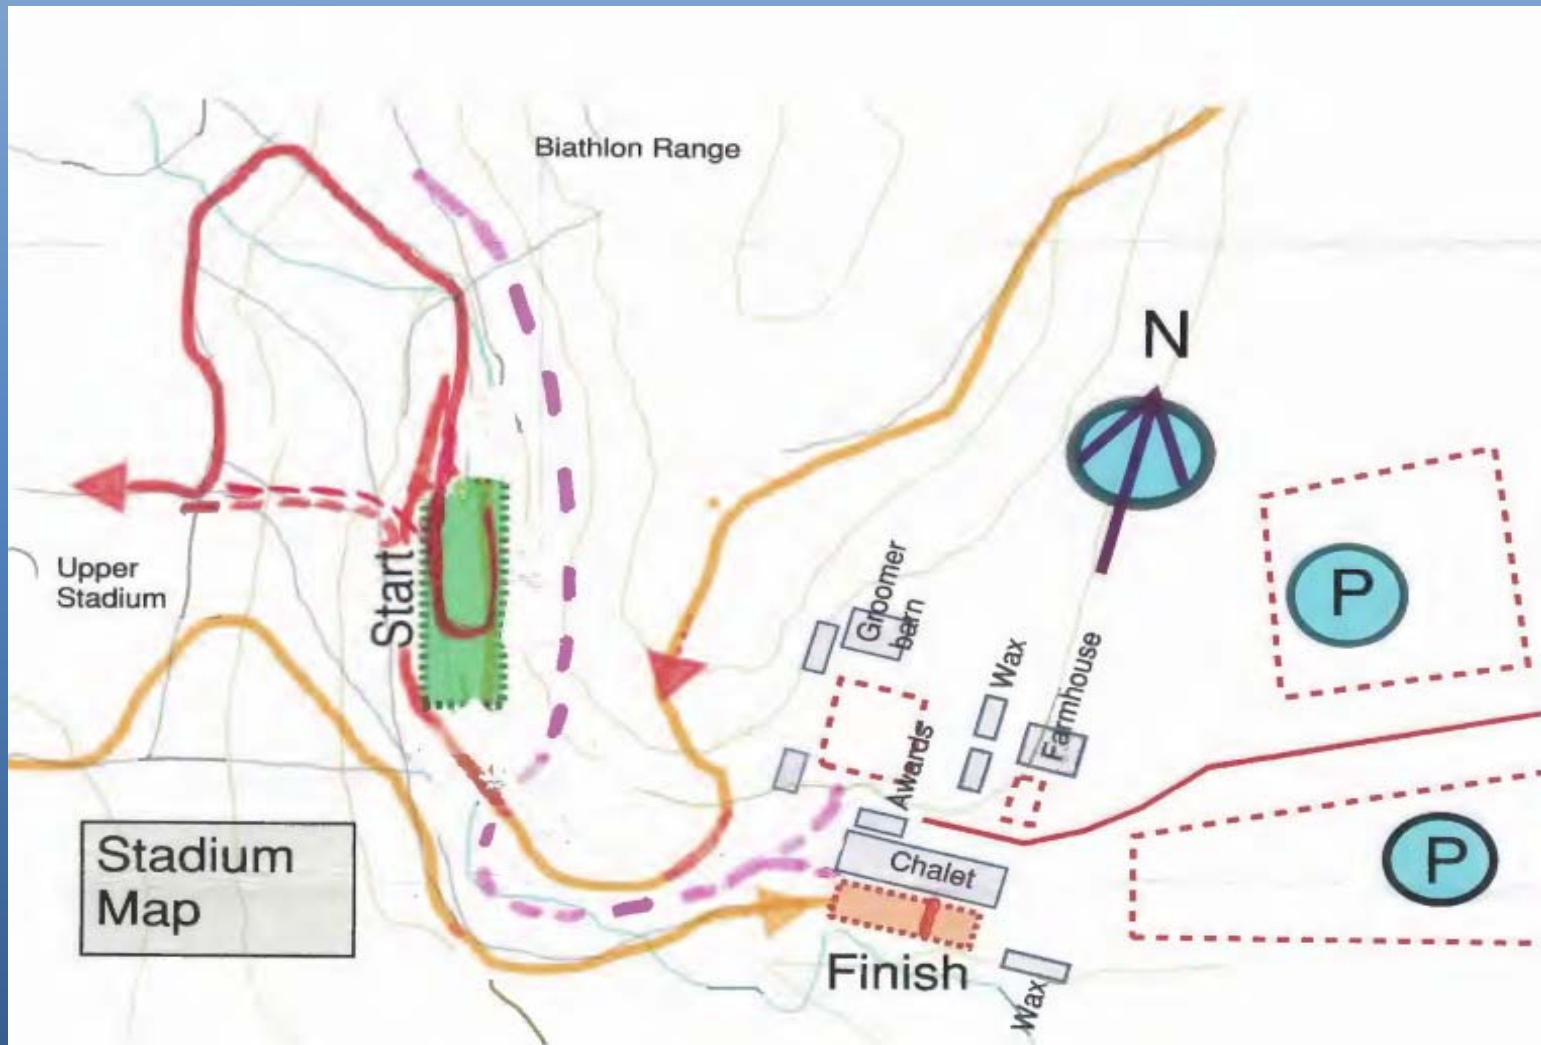 Biathlon Range
N
Upper
Stadium
Start
Groomer
barn
P
Wax
Farmhouse
Awards
Stadium
Map
Chalet
P
Finish
Wax